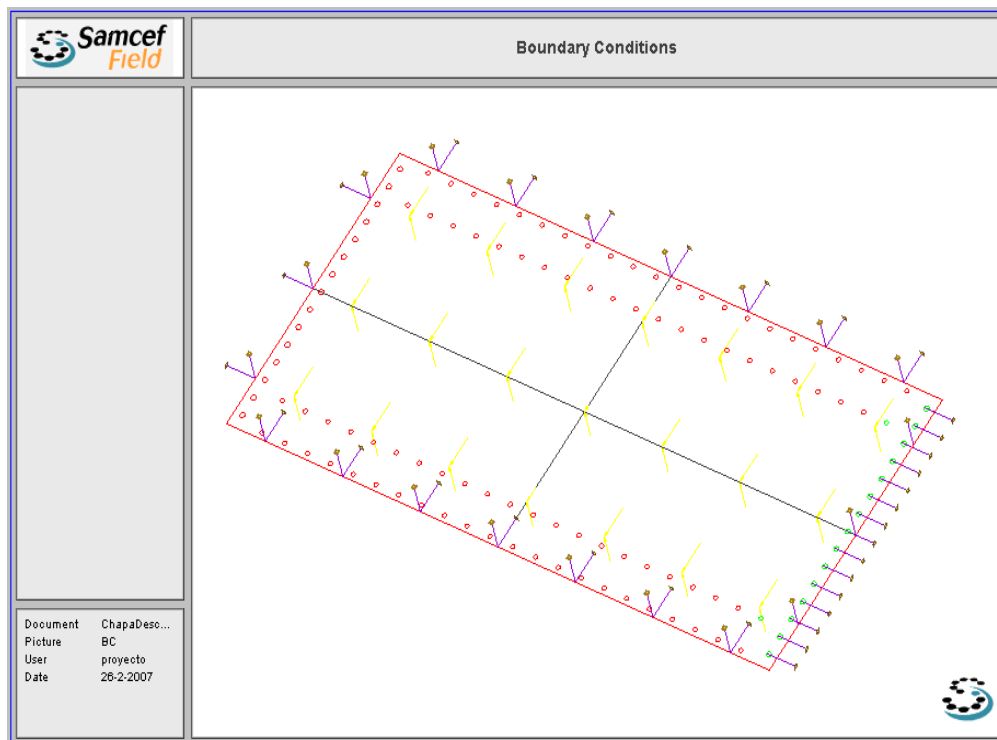 Samcef
Field
Boundary Conditions
Document ChapaDesc...
Picture BC
User proyecto
Date 26-2-2007